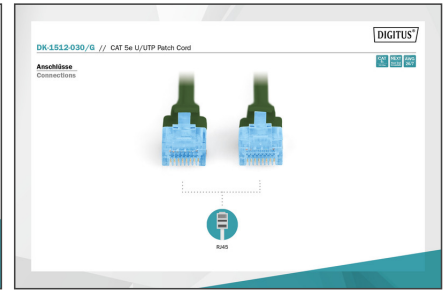 DIGITUS®
DK-1512-030/G // CAT 5e U/UTP Patch Cord
Anschlüsse
Connections
RJ45